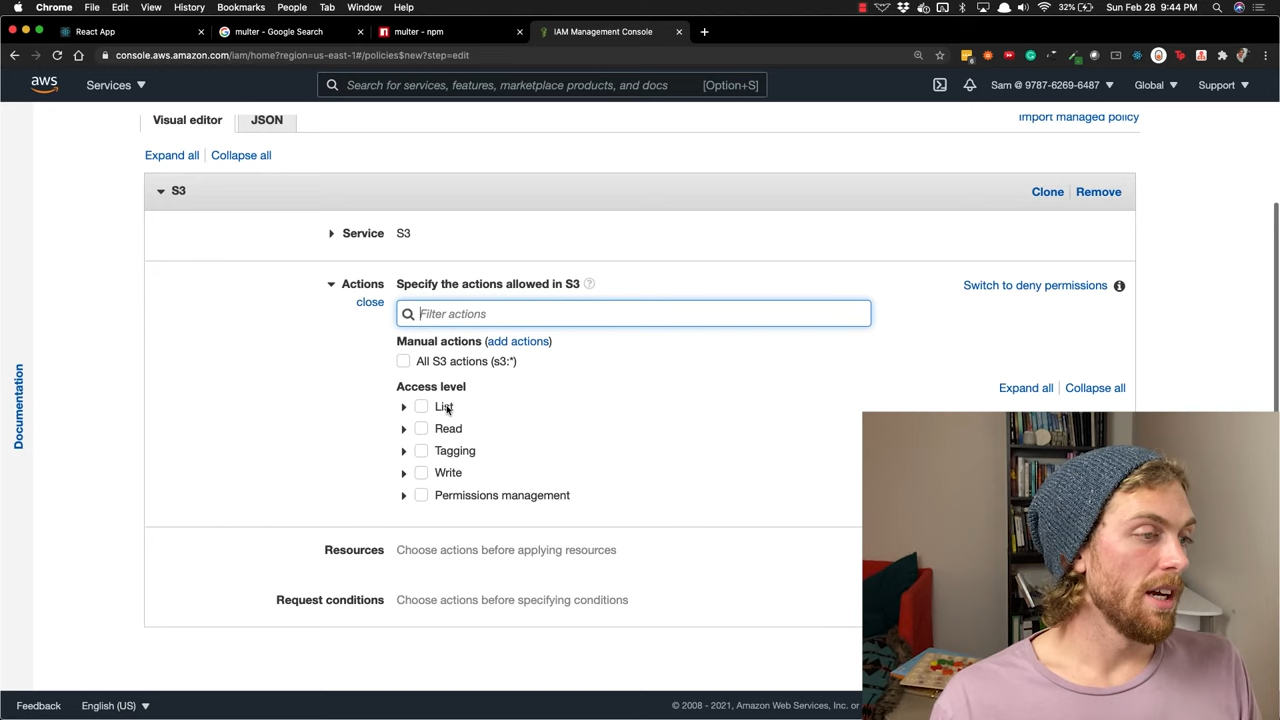 Chrome File Edit View History Bookmarks People Tab Window Help 32% Sun Feb 28 9:44 PM
React App multer - Google Search multer - npm IAM Management Console
console.aws.amazon.com/iam/home?region=us-east-1#/policies$new?step=edit
aws Services Search for services, features, marketplace products, and docs [Option+S] Sam @ 9787-6269-6487 Global Support
Visual editor JSON Import managed policy
Expand all Collapse all
S3 Clone Remove
Service S3
Actions Specify the actions allowed in S3 Switch to deny permissions
close
Filter actions
Manual actions (add actions)
All S3 actions (s3:*)
Access level Expand all Collapse all
List
Read
Tagging
Write
Permissions management
Resources Choose actions before applying resources
Request conditions Choose actions before specifying conditions
Documentation
Feedback English (US) © 2008 - 2021, Amazon Web Services, Inc. or